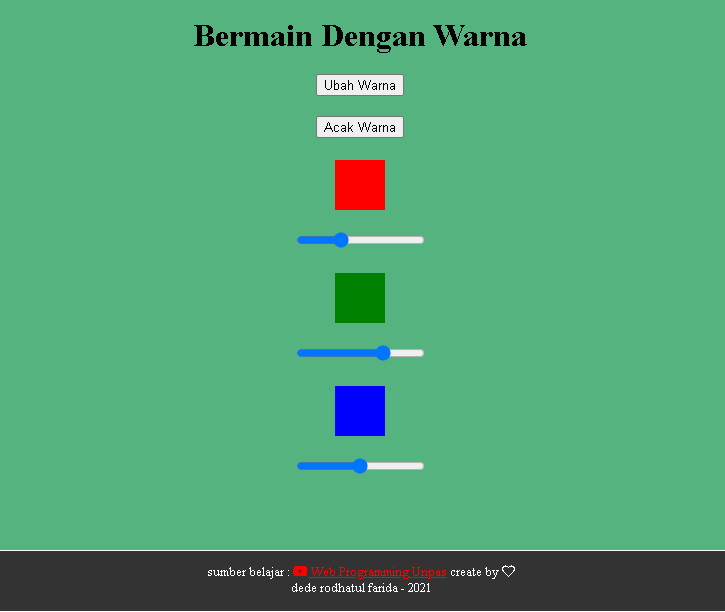 Bermain Dengan Warna
Ubah Warna
Acak Warna
sumber belajar : Web Programming Unpas create by
dede rodhatul farida - 2021